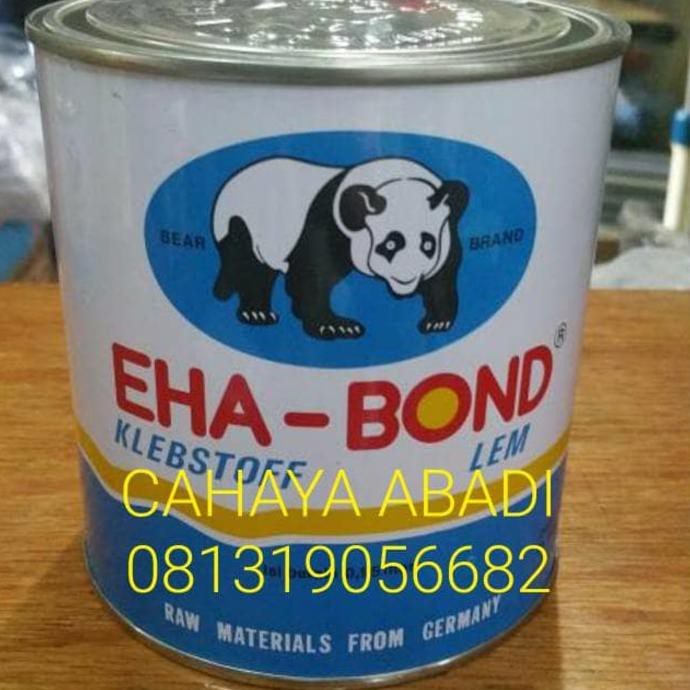 BEAR BRAND
EHA-BOND®
KLEBSTOFF LEM
CAHAYA ABADI
081319056682
RAW MATERIALS FROM GERMANY